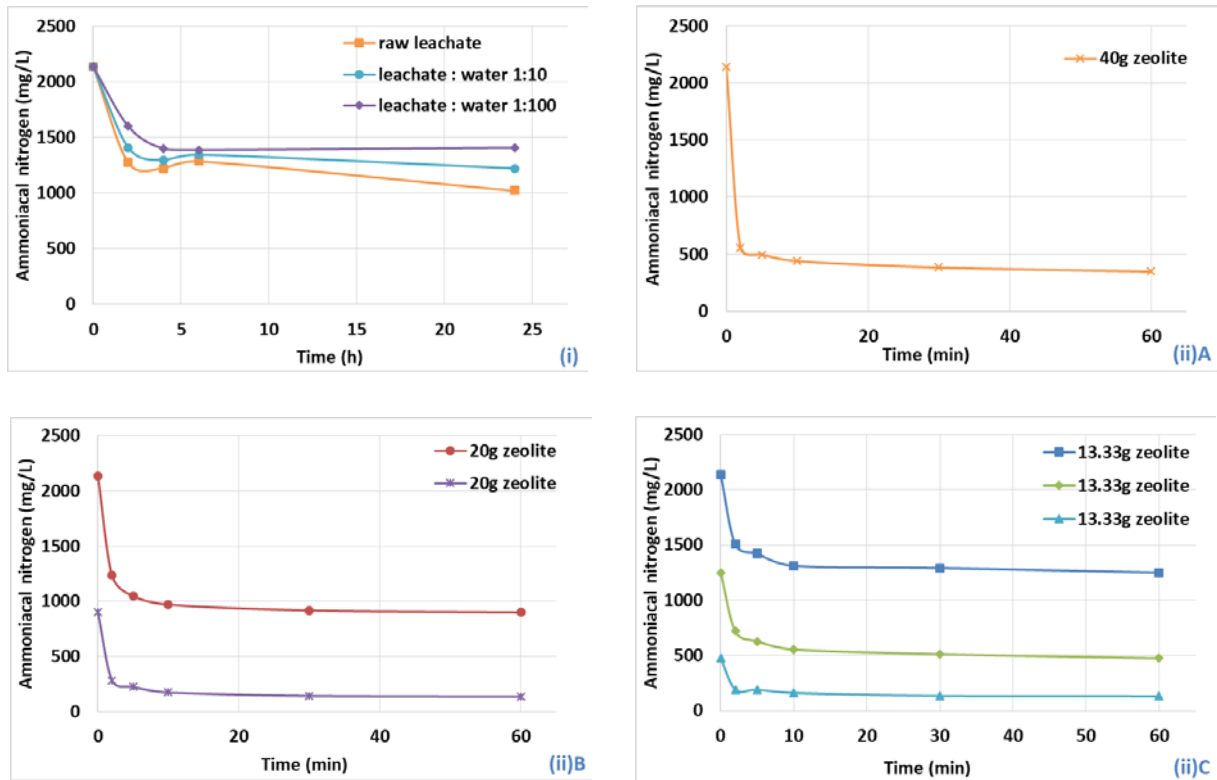 2500
2000
1500
1000
500
0
Ammoniacal nitrogen (mg/L)
raw leachate
leachate : water 1:10
leachate : water 1:100
0 5 10 15 20 25
Time (h)
(i)
2500
2000
1500
1000
500
0
Ammoniacal nitrogen (mg/L)
40g zeolite
0 20 40 60
Time (min)
(ii)A
2500
2000
1500
1000
500
0
Ammoniacal nitrogen (mg/L)
20g zeolite
20g zeolite
0 20 40 60
Time (min)
(ii)B
2500
2000
1500
1000
500
0
Ammoniacal nitrogen (mg/L)
13.33g zeolite
13.33g zeolite
13.33g zeolite
0 10 20 30 40 50 60
Time (min)
(ii)C